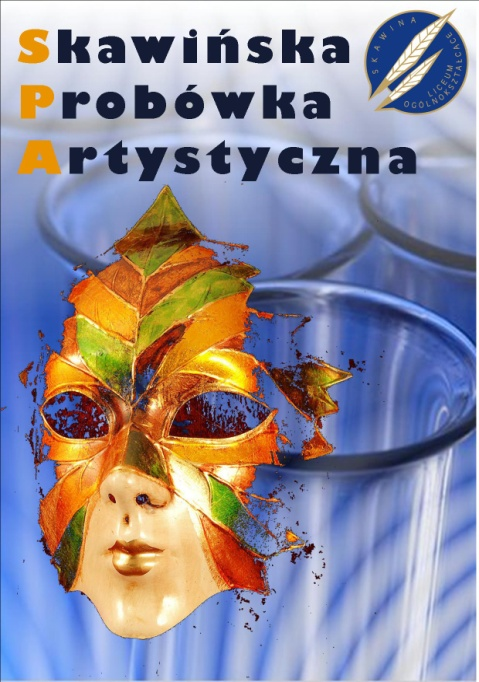 Skawińska
Probówka
Artystyczna
SKAWINA
LICEUM
OGÓLNOKSZTAŁCĄCE